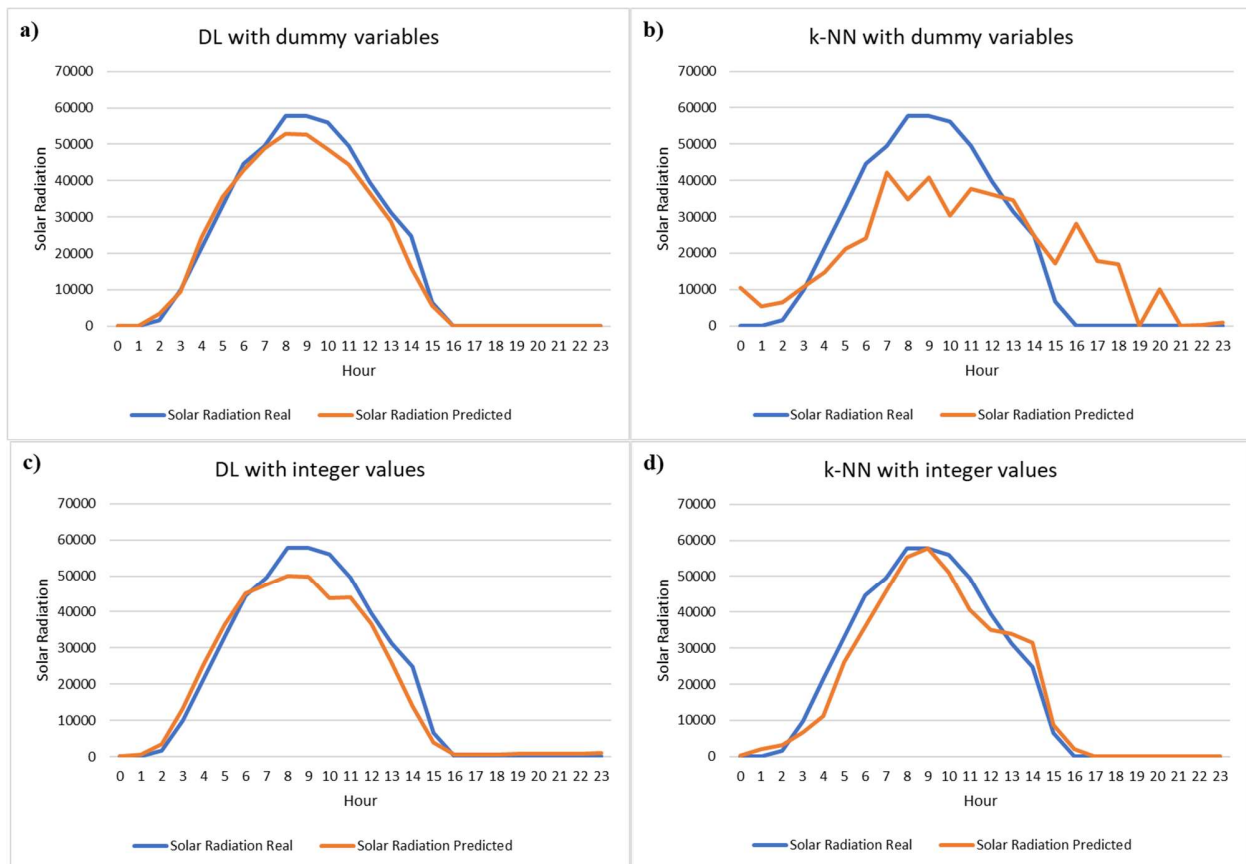 a)
DL with dummy variables
70000
60000
50000
40000
30000
20000
10000
0
Solar Radiation
0 1 2 3 4 5 6 7 8 9 10 11 12 13 14 15 16 17 18 19 20 21 22 23
Hour
Solar Radiation Real Solar Radiation Predicted
b)
k-NN with dummy variables
70000
60000
50000
40000
30000
20000
10000
0
Solar Radiation
0 1 2 3 4 5 6 7 8 9 10 11 12 13 14 15 16 17 18 19 20 21 22 23
Hour
Solar Radiation Real Solar Radiation Predicted
c)
DL with integer values
70000
60000
50000
40000
30000
20000
10000
0
Solar Radiation
0 1 2 3 4 5 6 7 8 9 10 11 12 13 14 15 16 17 18 19 20 21 22 23
Hour
Solar Radiation Real Solar Radiation Predicted
d)
k-NN with integer values
70000
60000
50000
40000
30000
20000
10000
0
Solar Radiation
0 1 2 3 4 5 6 7 8 9 10 11 12 13 14 15 16 17 18 19 20 21 22 23
Hour
Solar Radiation Real Solar Radiation Predicted